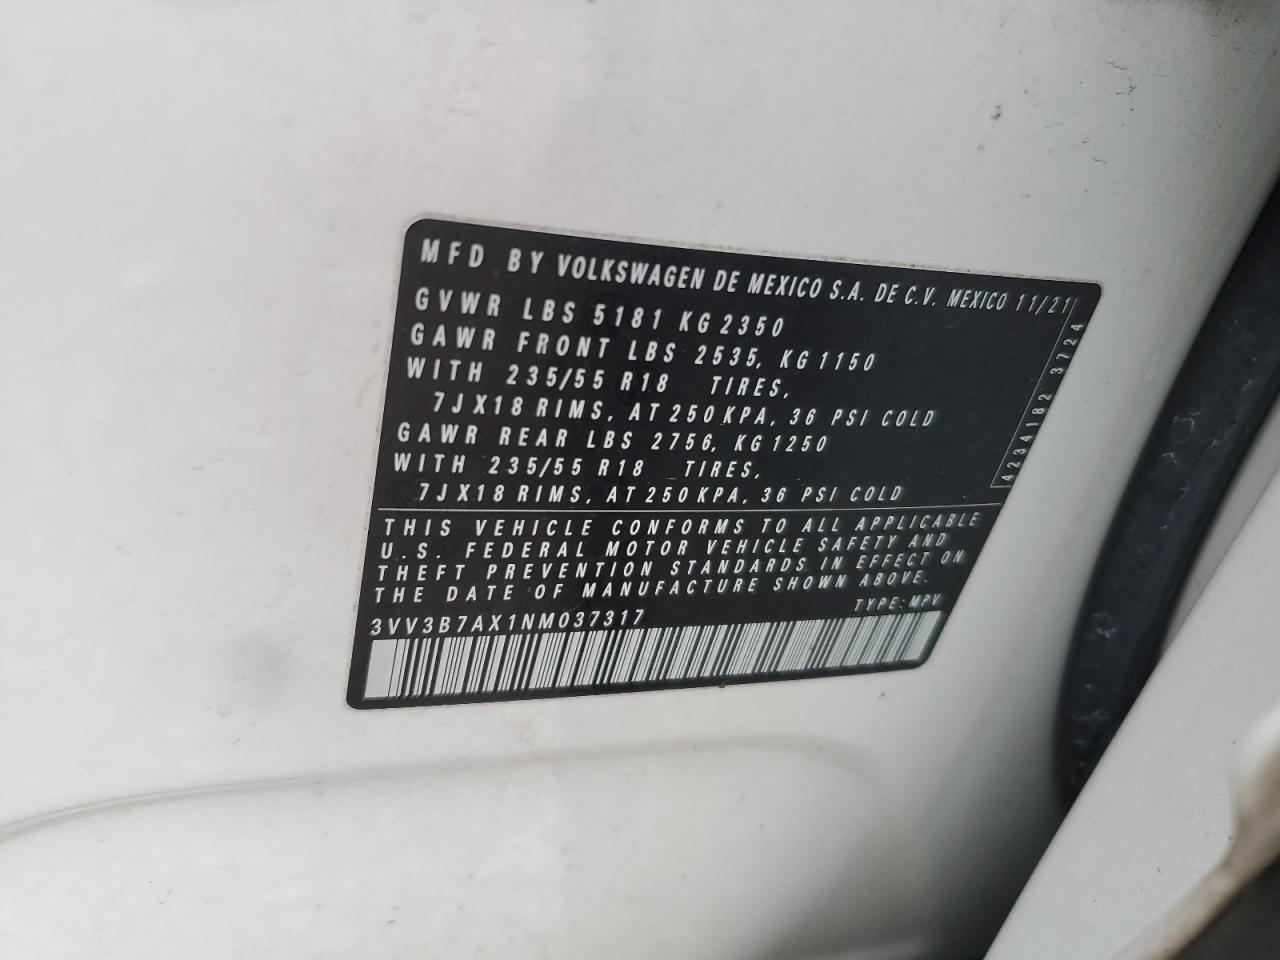 MFD BY VOLKSWAGEN DE MEXICO S.A. DE C.V. MEXICO 11/21
GVWR LBS 5181 KG 2350
GAWR FRONT LBS 2535, KG 1150
WITH 235/55 R18 TIRES,
7J X18 RIMS, AT 250 KPA, 36 PSI COLD
GAWR REAR LBS 2756, KG 1250
WITH 235/55 R18 TIRES,
7J X18 RIMS, AT 250 KPA, 36 PSI COLD
4234182 3724
THIS VEHICLE CONFORMS TO ALL APPLICABLE
U.S. FEDERAL MOTOR VEHICLE SAFETY AND
THEFT PREVENTION STANDARDS IN EFFECT ON
THE DATE OF MANUFACTURE SHOWN ABOVE.
TYPE: MPV
3VV3B7AX1NM037317